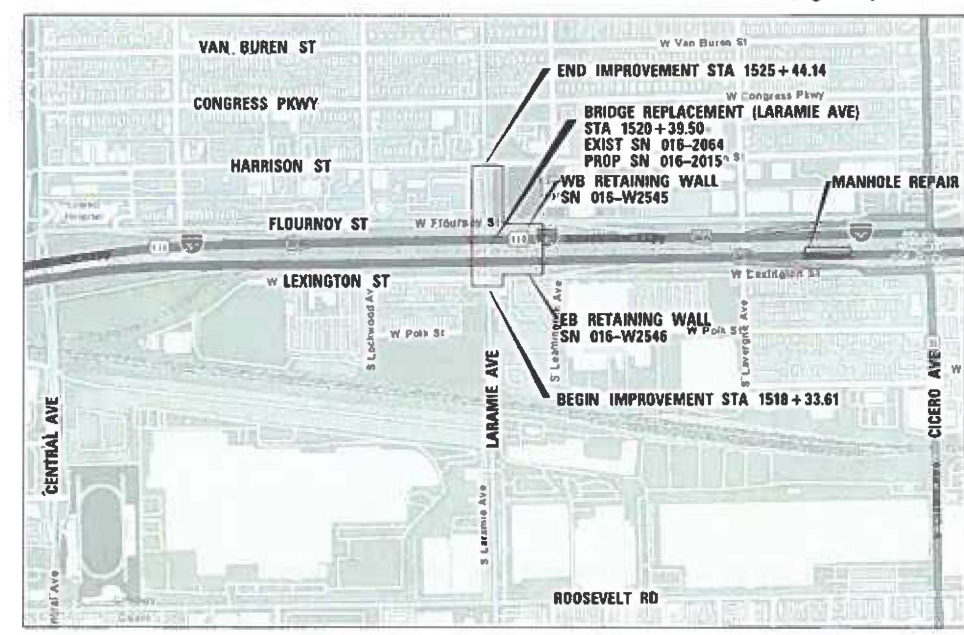 VAN BUREN ST
W Van Buren St
END IMPROVEMENT STA 1525+44.14
CONGRESS PKWY
W Congress Pkwy
BRIDGE REPLACEMENT (LARAMIE AVE)
STA 1520+39.50
EXIST SN 016-2064
PROP SN 016-2015
HARRISON ST
WB RETAINING WALL
SN 016-W2545
MANHOLE REPAIR
FLOURNOY ST
W Flournoy St
110
110
W LEXINGTON ST
W Lexington St
EB RETAINING WALL
SN 016-W2546
W Polk St
W Polk St
S Lockwood Av
S Leamington Ave
S Lavergne Ave
BEGIN IMPROVEMENT STA 1518+33.61
CENTRAL AVE
LARAMIE AVE
CICERO AVE
S Laramie Ave
ROOSEVELT RD